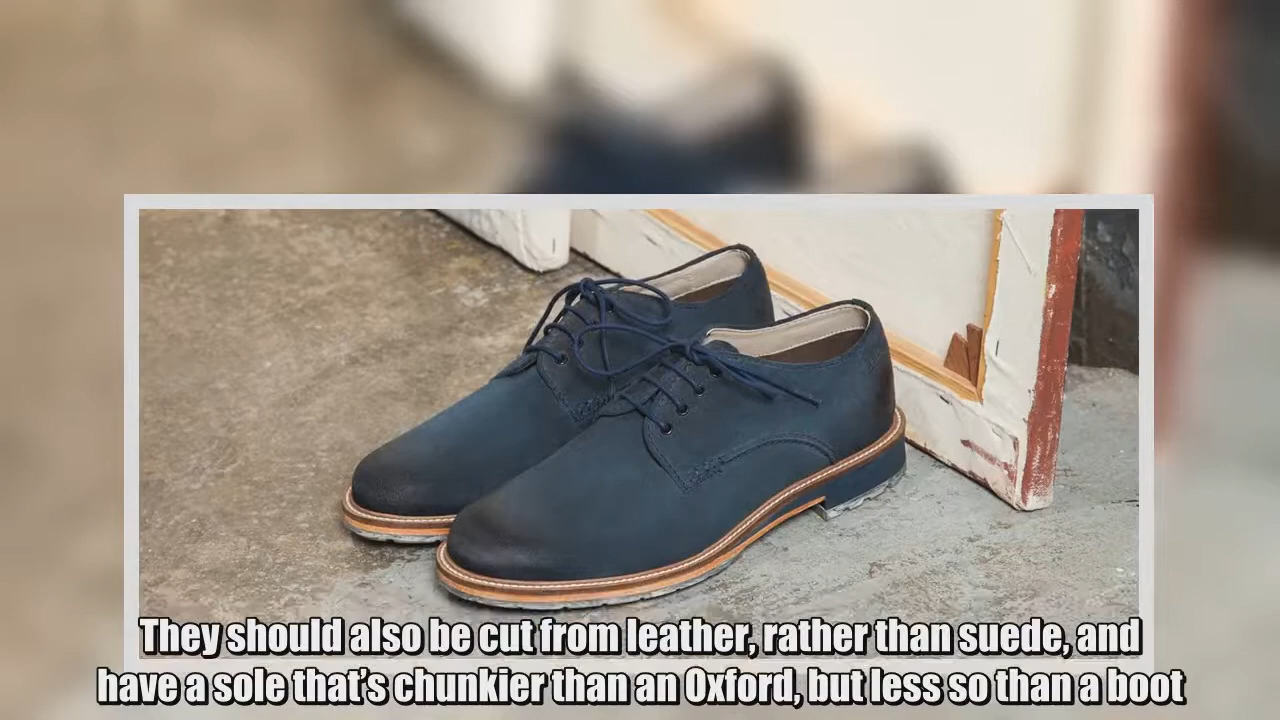 They should also be cut from leather, rather than suede, and
have a sole that's chunkier than an Oxford, but less so than a boot